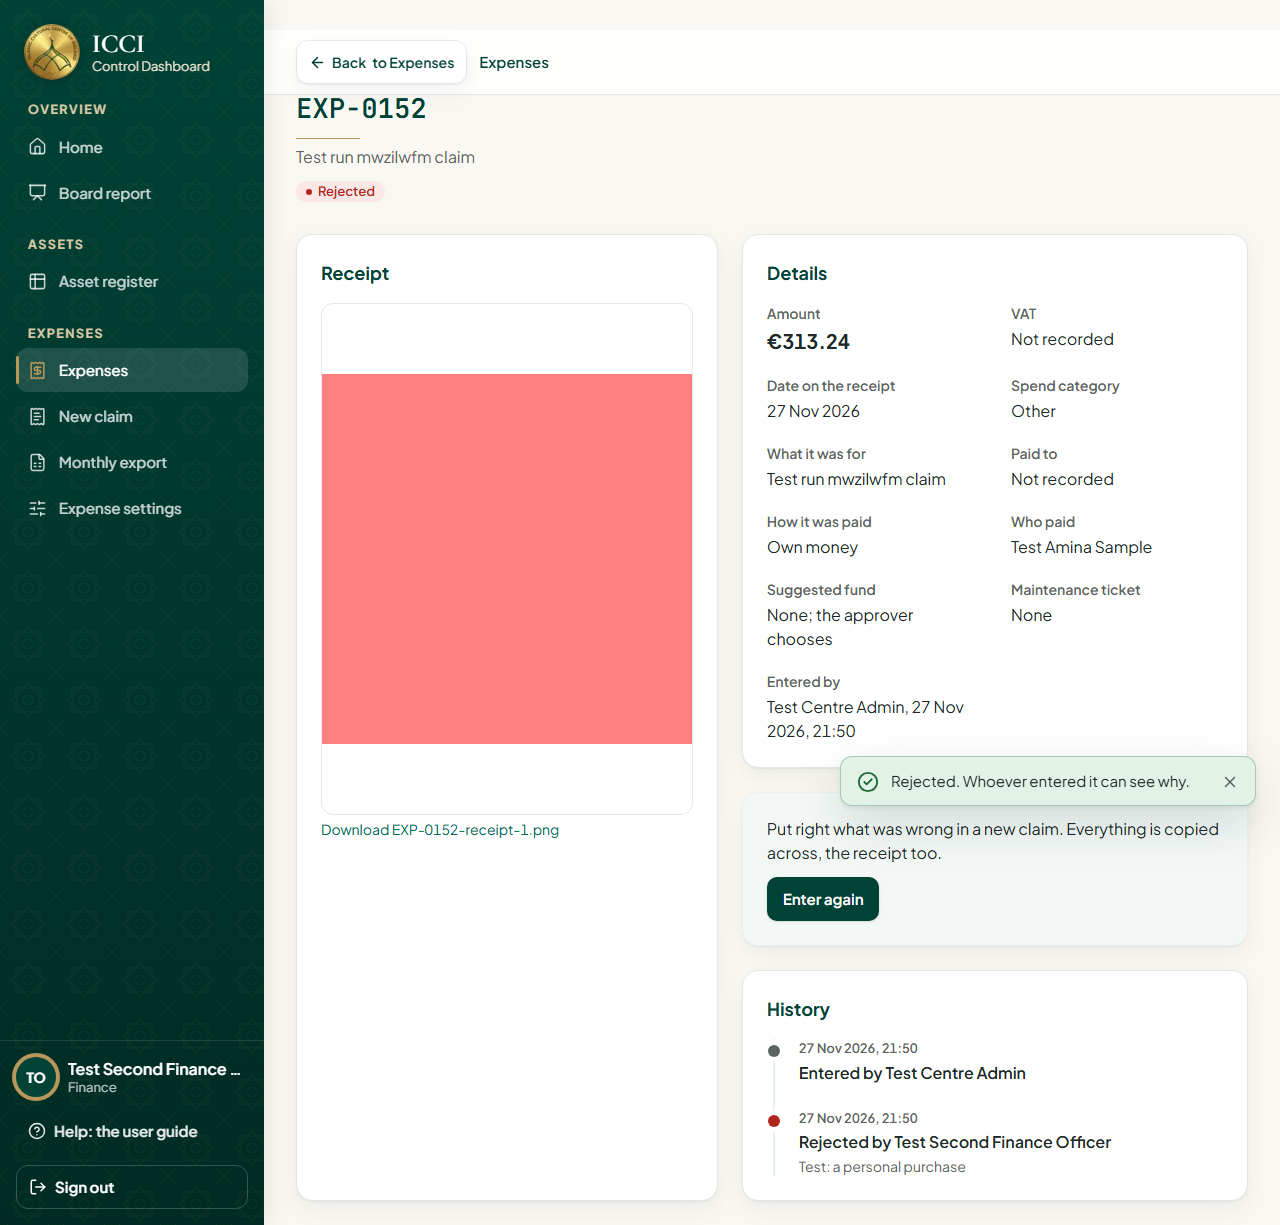 ICCI
Control Dashboard
OVERVIEW
Home
Board report
ASSETS
Asset register
EXPENSES
Expenses
New claim
Monthly export
Expense settings
TO
Test Second Finance ...
Finance
Help: the user guide
Sign out
Back to Expenses
Expenses
EXP-0152
Test run mwzilwfm claim
Rejected
Receipt
Download EXP-0152-receipt-1.png
Details
Amount
€313.24
VAT
Not recorded
Date on the receipt
27 Nov 2026
Spend category
Other
What it was for
Test run mwzilwfm claim
Paid to
Not recorded
How it was paid
Own money
Who paid
Test Amina Sample
Suggested fund
None; the approver
chooses
Maintenance ticket
None
Entered by
Test Centre Admin, 27 Nov
2026, 21:50
Rejected. Whoever entered it can see why.
Put right what was wrong in a new claim. Everything is copied
across, the receipt too.
Enter again
History
27 Nov 2026, 21:50
Entered by Test Centre Admin
27 Nov 2026, 21:50
Rejected by Test Second Finance Officer
Test: a personal purchase